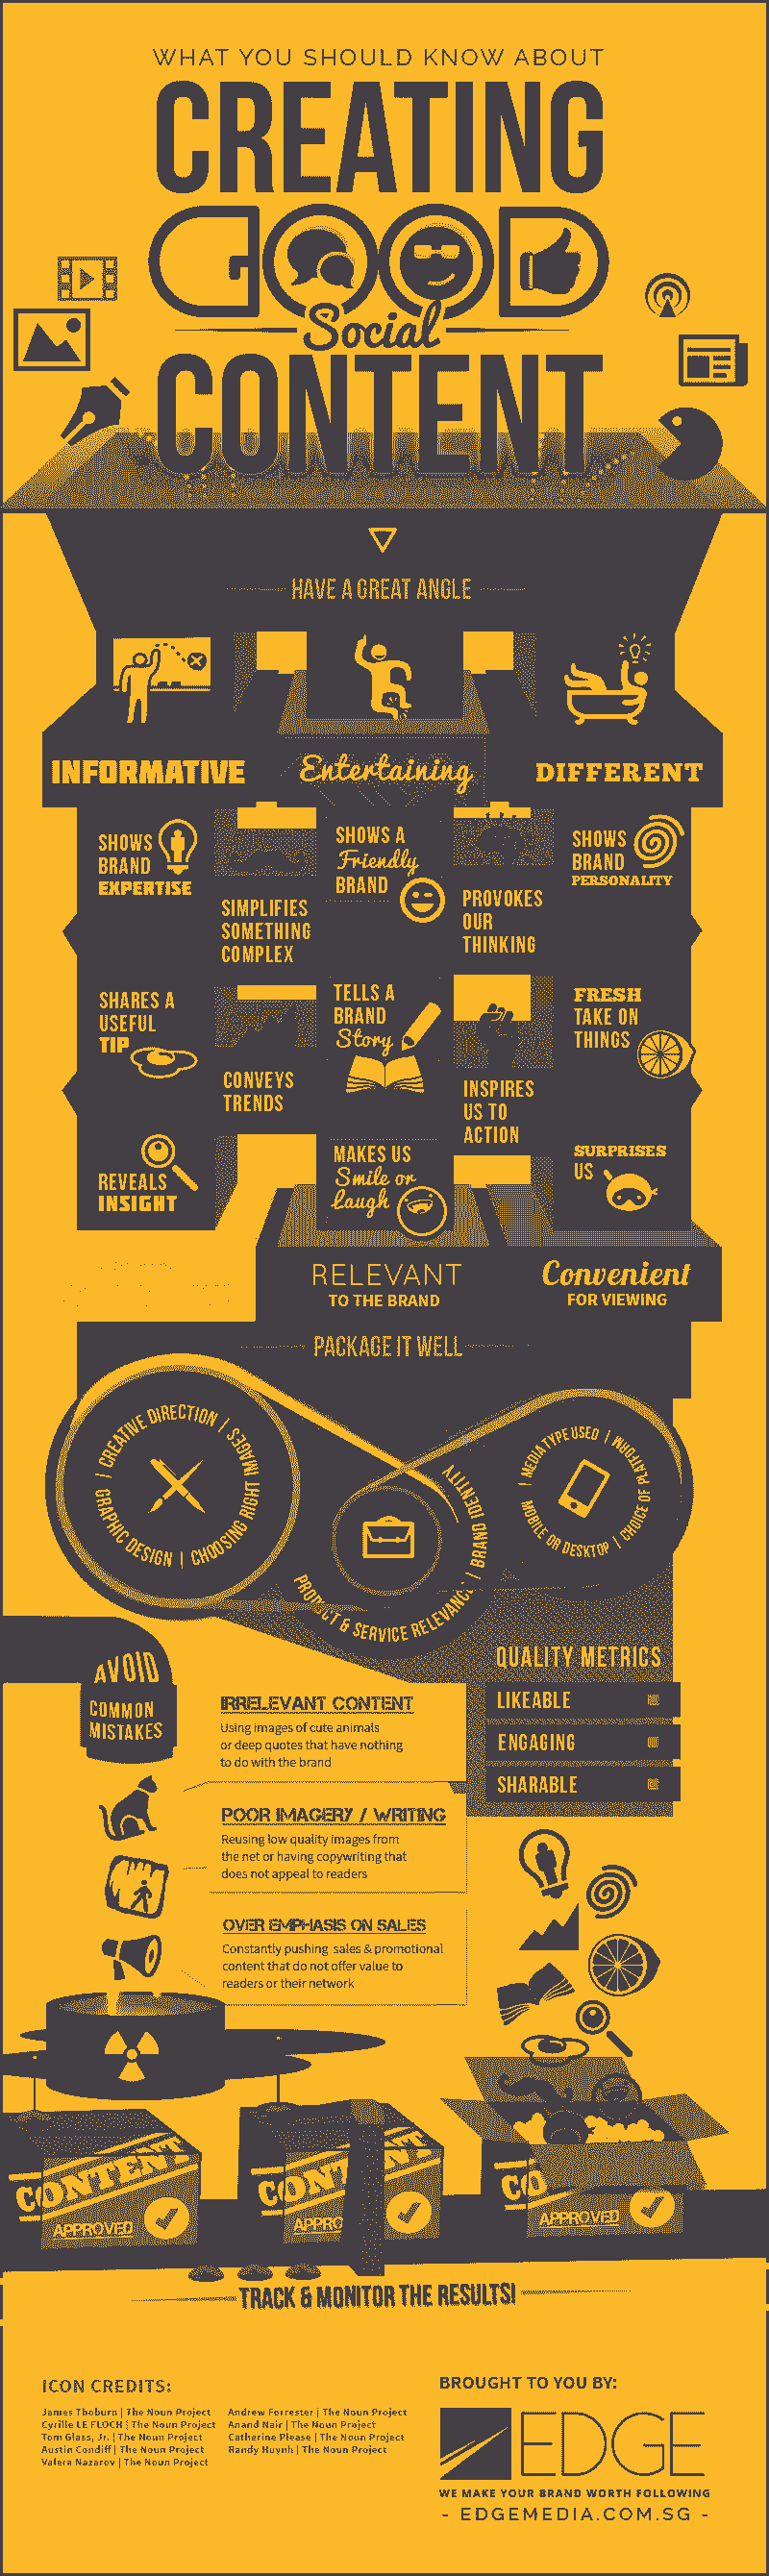 WHAT YOU SHOULD KNOW ABOUT
CREATING
GOOD
Social
CONTENT
HAVE A GREAT ANGLE
INFORMATIVE
Entertaining
DIFFERENT
SHOWS
BRAND
EXPERTISE
SIMPLIFIES
SOMETHING
COMPLEX
SHARES A
USEFUL
TIP
CONVEYS
TRENDS
REVEALS
INSIGHT
SHOWS A
Friendly
BRAND
PROVOKES
OUR
THINKING
TELLS A
BRAND
Story
INSPIRES
US TO
ACTION
MAKES US
Smile or
Laugh
SHOWS
BRAND
PERSONALITY
FRESH
TAKE ON
THINGS
SURPRISES
US
RELEVANT
TO THE BRAND
Convenient
FOR VIEWING
PACKAGE IT WELL
| CREATIVE DIRECTION | CHOOSING RIGHT IMAGES
GRAPHIC DESIGN |
PRODUCT & SERVICE RELEVANCE | BRAND IDENTITY
| MEDIA TYPE USED | CHOICE OF PLATFORM
MOBILE OR DESKTOP |
AVOID
COMMON
MISTAKES
IRRELEVANT CONTENT
Using images of cute animals
or deep quotes that have nothing
to do with the brand
POOR IMAGERY / WRITING
Reusing low quality images from
the net or having copywriting that
does not appeal to readers
OVER EMPHASIS ON SALES
Constantly pushing sales & promotional
content that do not offer value to
readers or their network
QUALITY METRICS
LIKEABLE
ENGAGING
SHARABLE
CONTENT
APPROVED
CONTENT
APPRO
CO
APPROVED
TRACK & MONITOR THE RESULTS!
ICON CREDITS:
James Thoburn | The Noun Project
Cyrille LE FLOCH | The Noun Project
Tom Glass, Jr. | The Noun Project
Austin Condiff | The Noun Project
Valera Nazarov | The Noun Project
Andrew Forrester | The Noun Project
Anand Nair | The Noun Project
Catherine Please | The Noun Project
Randy Huynh | The Noun Project
BROUGHT TO YOU BY:
EDGE
WE MAKE YOUR BRAND WORTH FOLLOWING
- EDGEMEDIA.COM.SG -